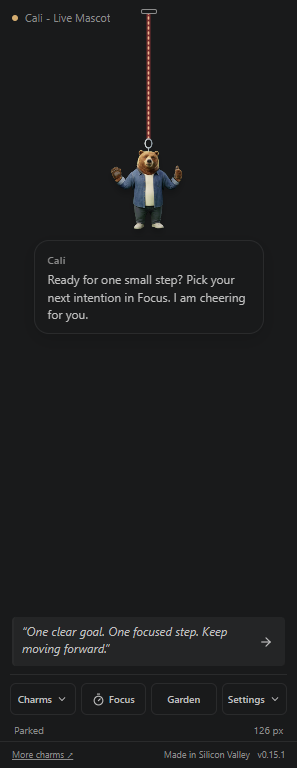 Cali - Live Mascot
Cali
Ready for one small step? Pick your
next intention in Focus. I am cheering
for you.
“One clear goal. One focused step. Keep
moving forward.”
Charms
Focus
Garden
Settings
Parked
126 px
More charms ↗
Made in Silicon Valley v0.15.1